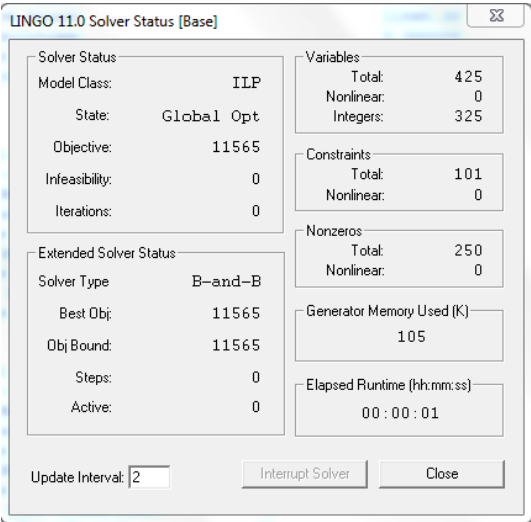 LINGO 11.0 Solver Status [Base]
Solver Status
Model Class: ILP
State: Global Opt
Objective: 11565
Infeasibility: 0
Iterations: 0
Extended Solver Status
Solver Type B-and-B
Best Obj: 11565
Obj Bound: 11565
Steps: 0
Active: 0
Variables
Total: 425
Nonlinear: 0
Integers: 325
Constraints
Total: 101
Nonlinear: 0
Nonzeros
Total: 250
Nonlinear: 0
Generator Memory Used (K)
105
Elapsed Runtime (hh:mm:ss)
00:00:01
Update Interval: 2 Interrupt Solver Close